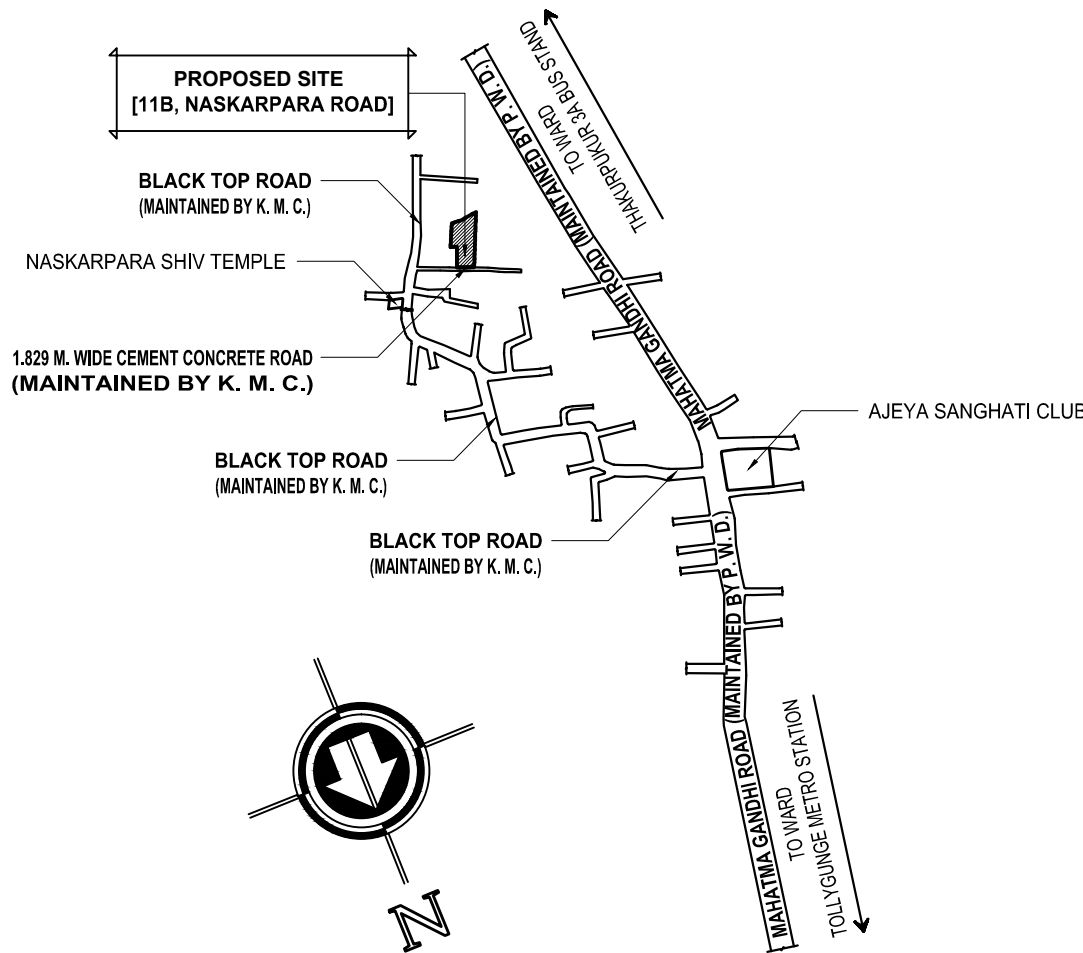 PROPOSED SITE
[11B, NASKARPARA ROAD]
TO WARD
THAKURPUKUR 3A BUS STAND
MAHATMA GANDHI ROAD (MAINTAINED BY P. W. D.)
BLACK TOP ROAD
(MAINTAINED BY K. M. C.)
NASKARPARA SHIV TEMPLE
1.829 M. WIDE CEMENT CONCRETE ROAD
(MAINTAINED BY K. M. C.)
AJEYA SANGHATI CLUB
BLACK TOP ROAD
(MAINTAINED BY K. M. C.)
BLACK TOP ROAD
(MAINTAINED BY K. M. C.)
MAHATMA GANDHI ROAD (MAINTAINED BY P. W. D.)
TO WARD
TOLLYGUNGE METRO STATION
N